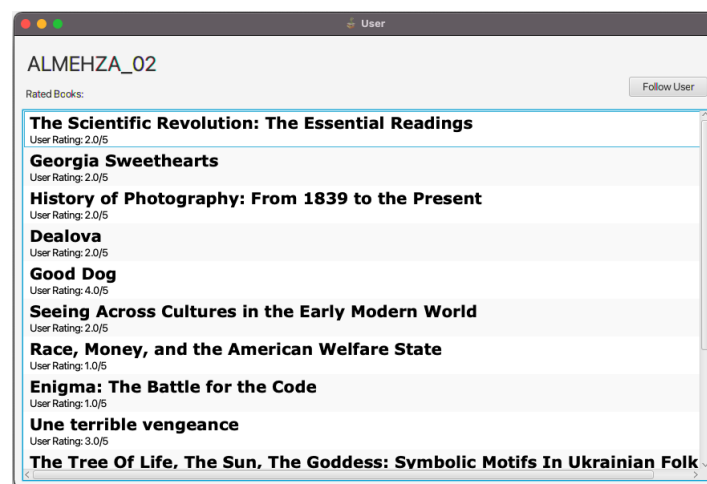 User
ALMEHZA_02
Follow User
Rated Books:
The Scientific Revolution: The Essential Readings
User Rating: 2.0/5
Georgia Sweethearts
User Rating: 2.0/5
History of Photography: From 1839 to the Present
User Rating: 2.0/5
Dealova
User Rating: 2.0/5
Good Dog
User Rating: 4.0/5
Seeing Across Cultures in the Early Modern World
User Rating: 2.0/5
Race, Money, and the American Welfare State
User Rating: 1.0/5
Enigma: The Battle for the Code
User Rating: 1.0/5
Une terrible vengeance
User Rating: 3.0/5
The Tree Of Life, The Sun, The Goddess: Symbolic Motifs In Ukrainian Folk